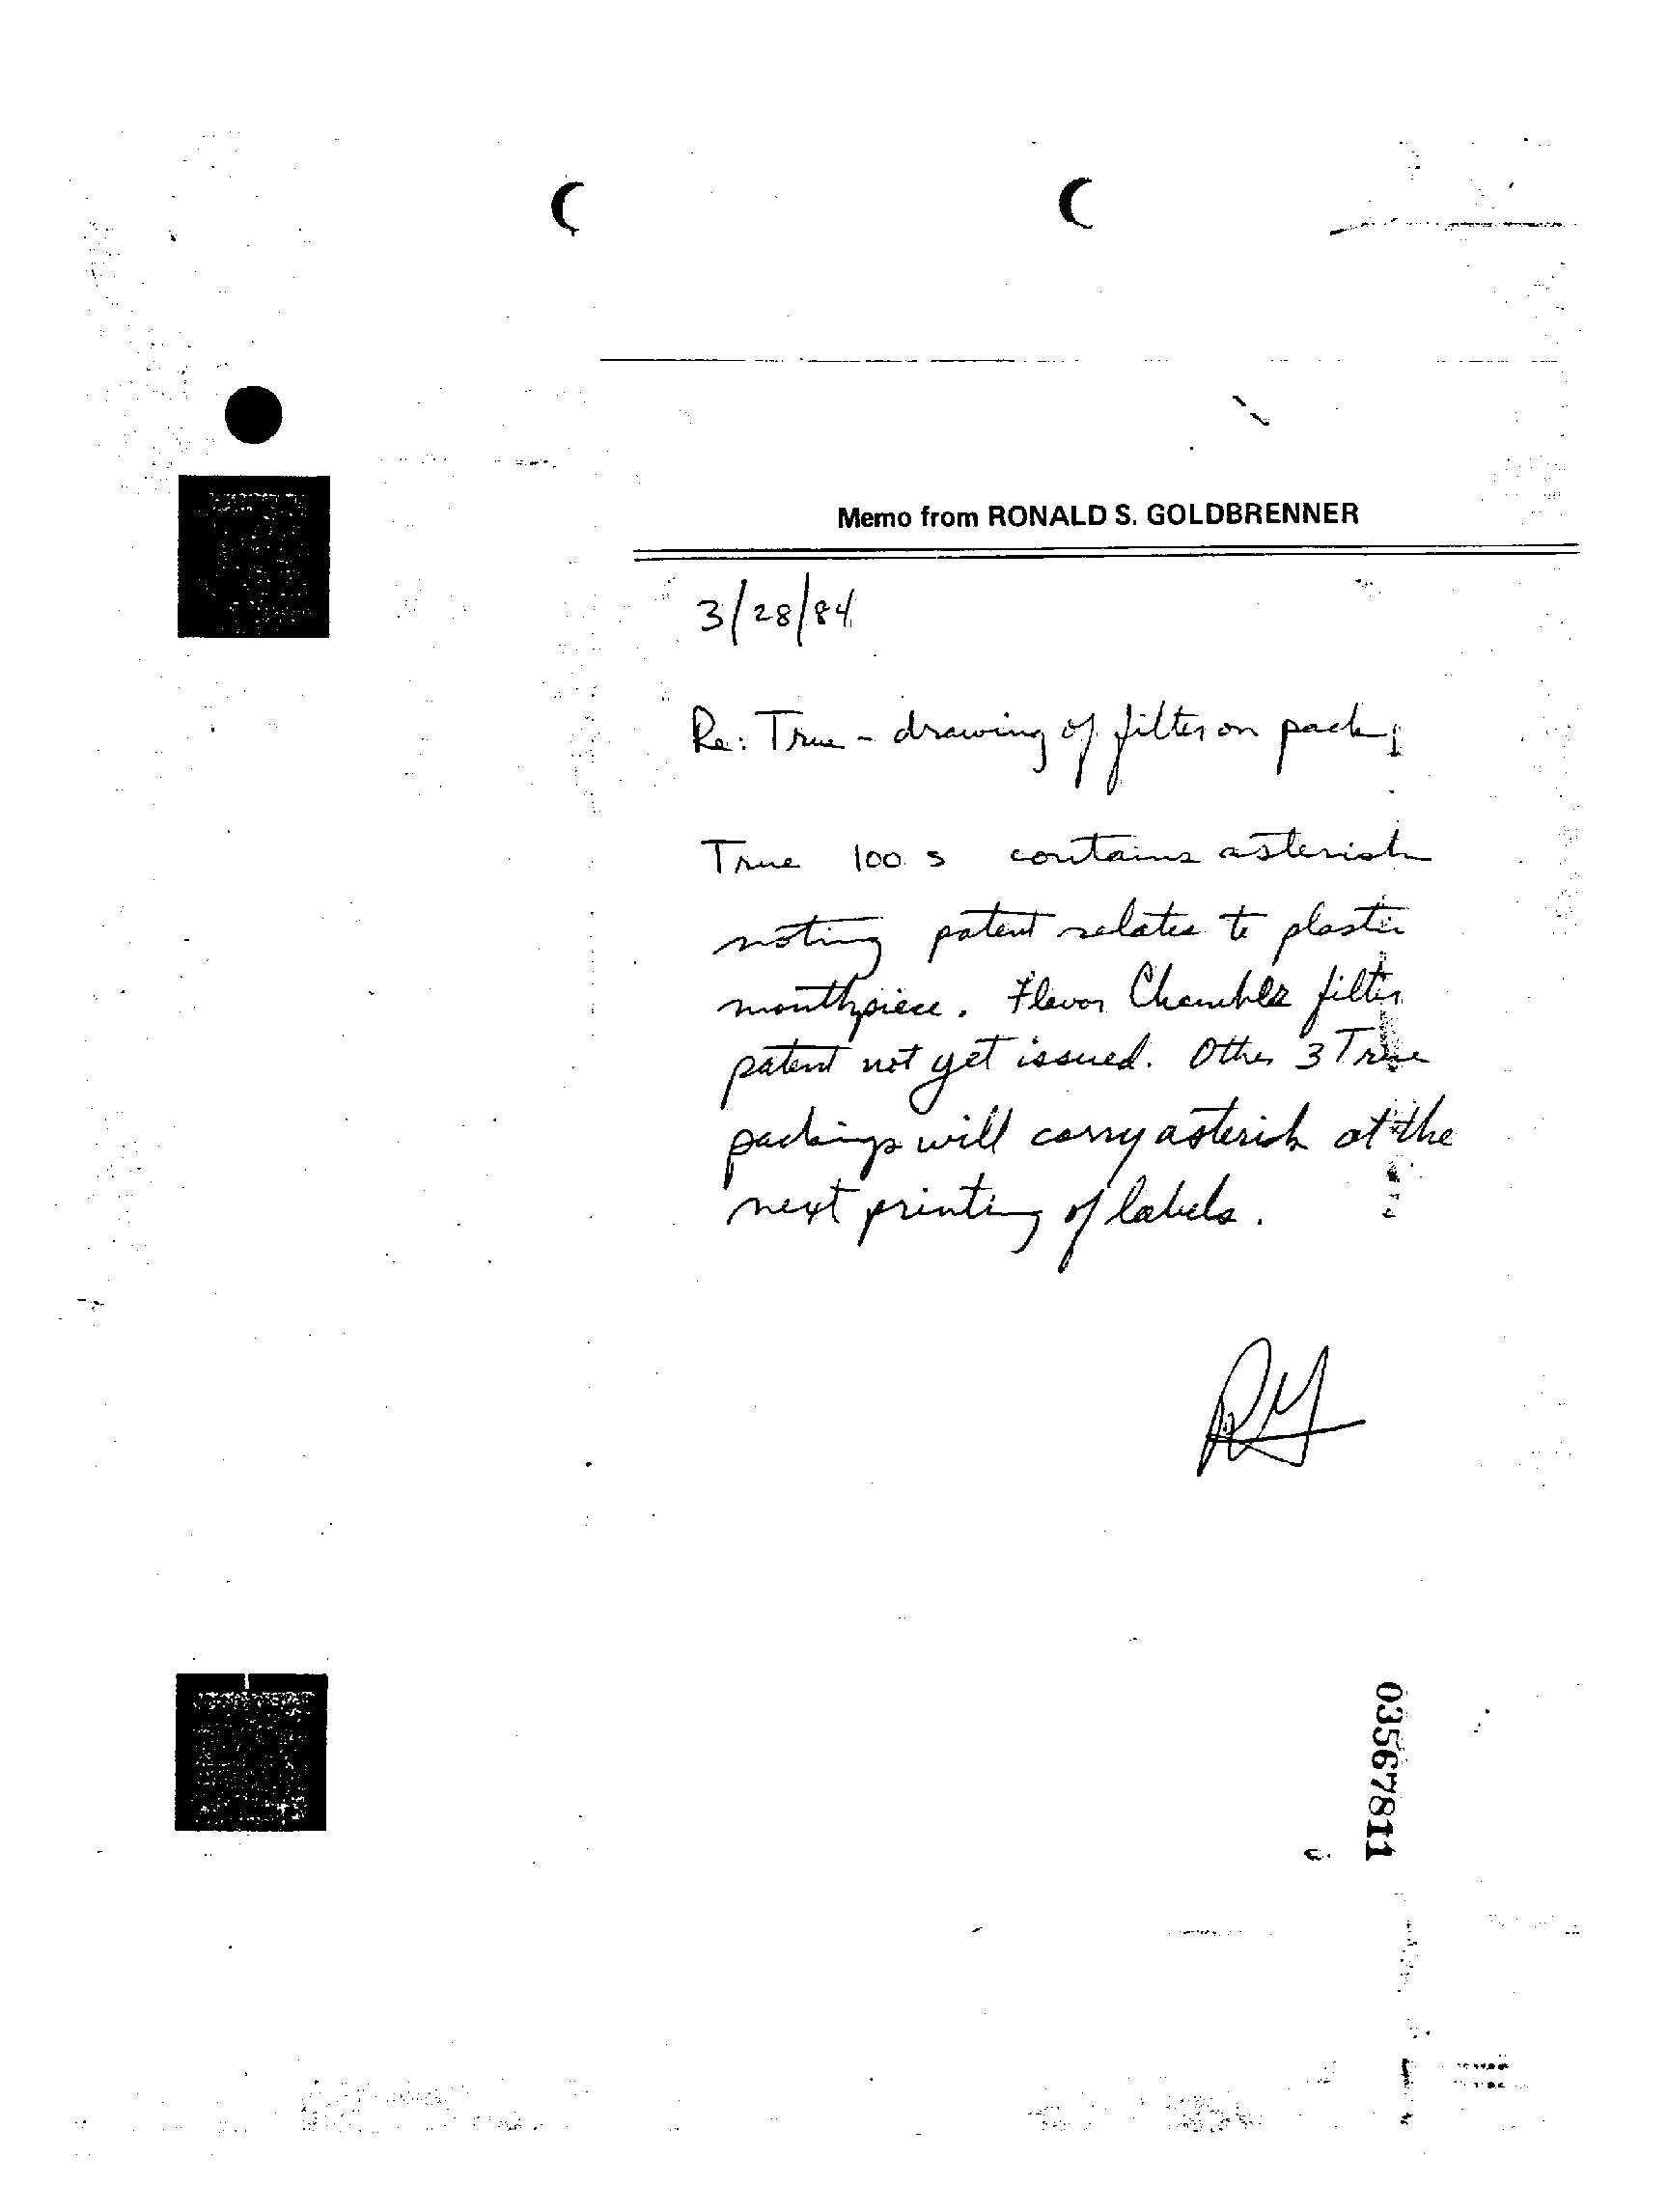 Memo from RONALD S. GOLDBRENNER
3/28/84
Re: True - drawing of filter on pack
True 100 s contains asterisk
noting patent relates to plastic
mouthpiece. Flavor Chamber filter
patent not yet issued. Other 3 True
packings will carry asterisk at the
next printing of labels.
RG
03567811